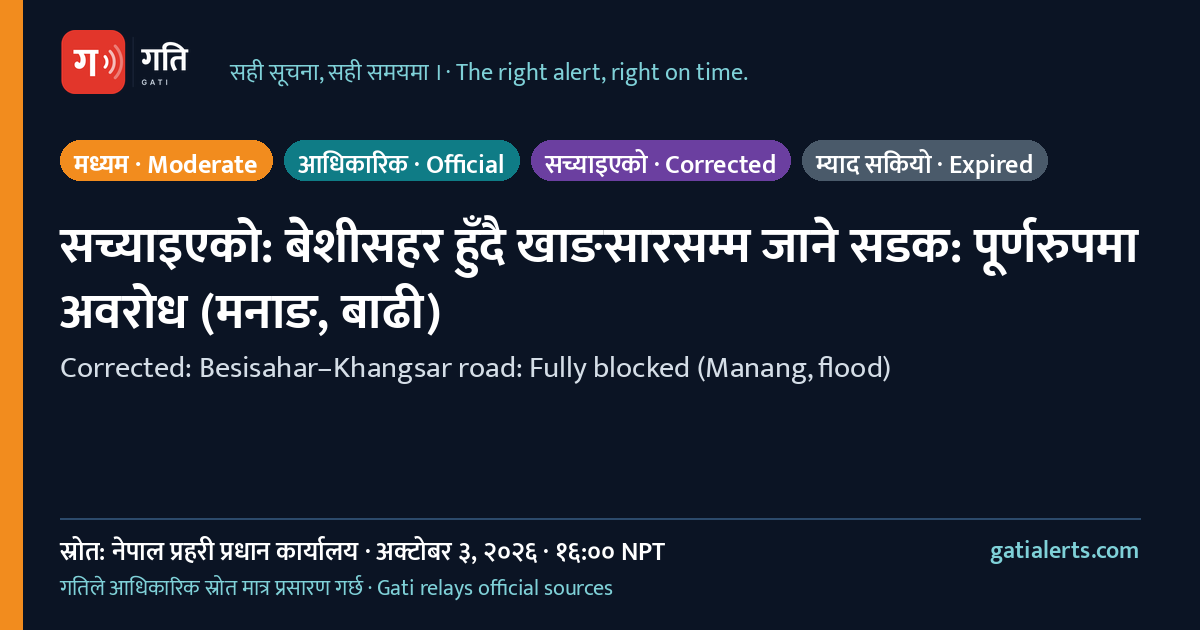 ग गति
GATI
सही सूचना, सही समयमा । · The right alert, right on time.
मध्यम · Moderate आधिकारिक · Official सच्याइएको · Corrected म्याद सकियो · Expired
सच्याइएको: बेशीसहर हुँदै खाङसारसम्म जाने सडक: पूर्णरुपमा
अवरोध (मनाङ, बाढी)
Corrected: Besisahar–Khangsar road: Fully blocked (Manang, flood)
स्रोत: नेपाल प्रहरी प्रधान कार्यालय · अक्टोबर ३, २०२६ · १६:०० NPT
gatialerts.com
गतिले आधिकारिक स्रोत मात्र प्रसारण गर्छ · Gati relays official sources